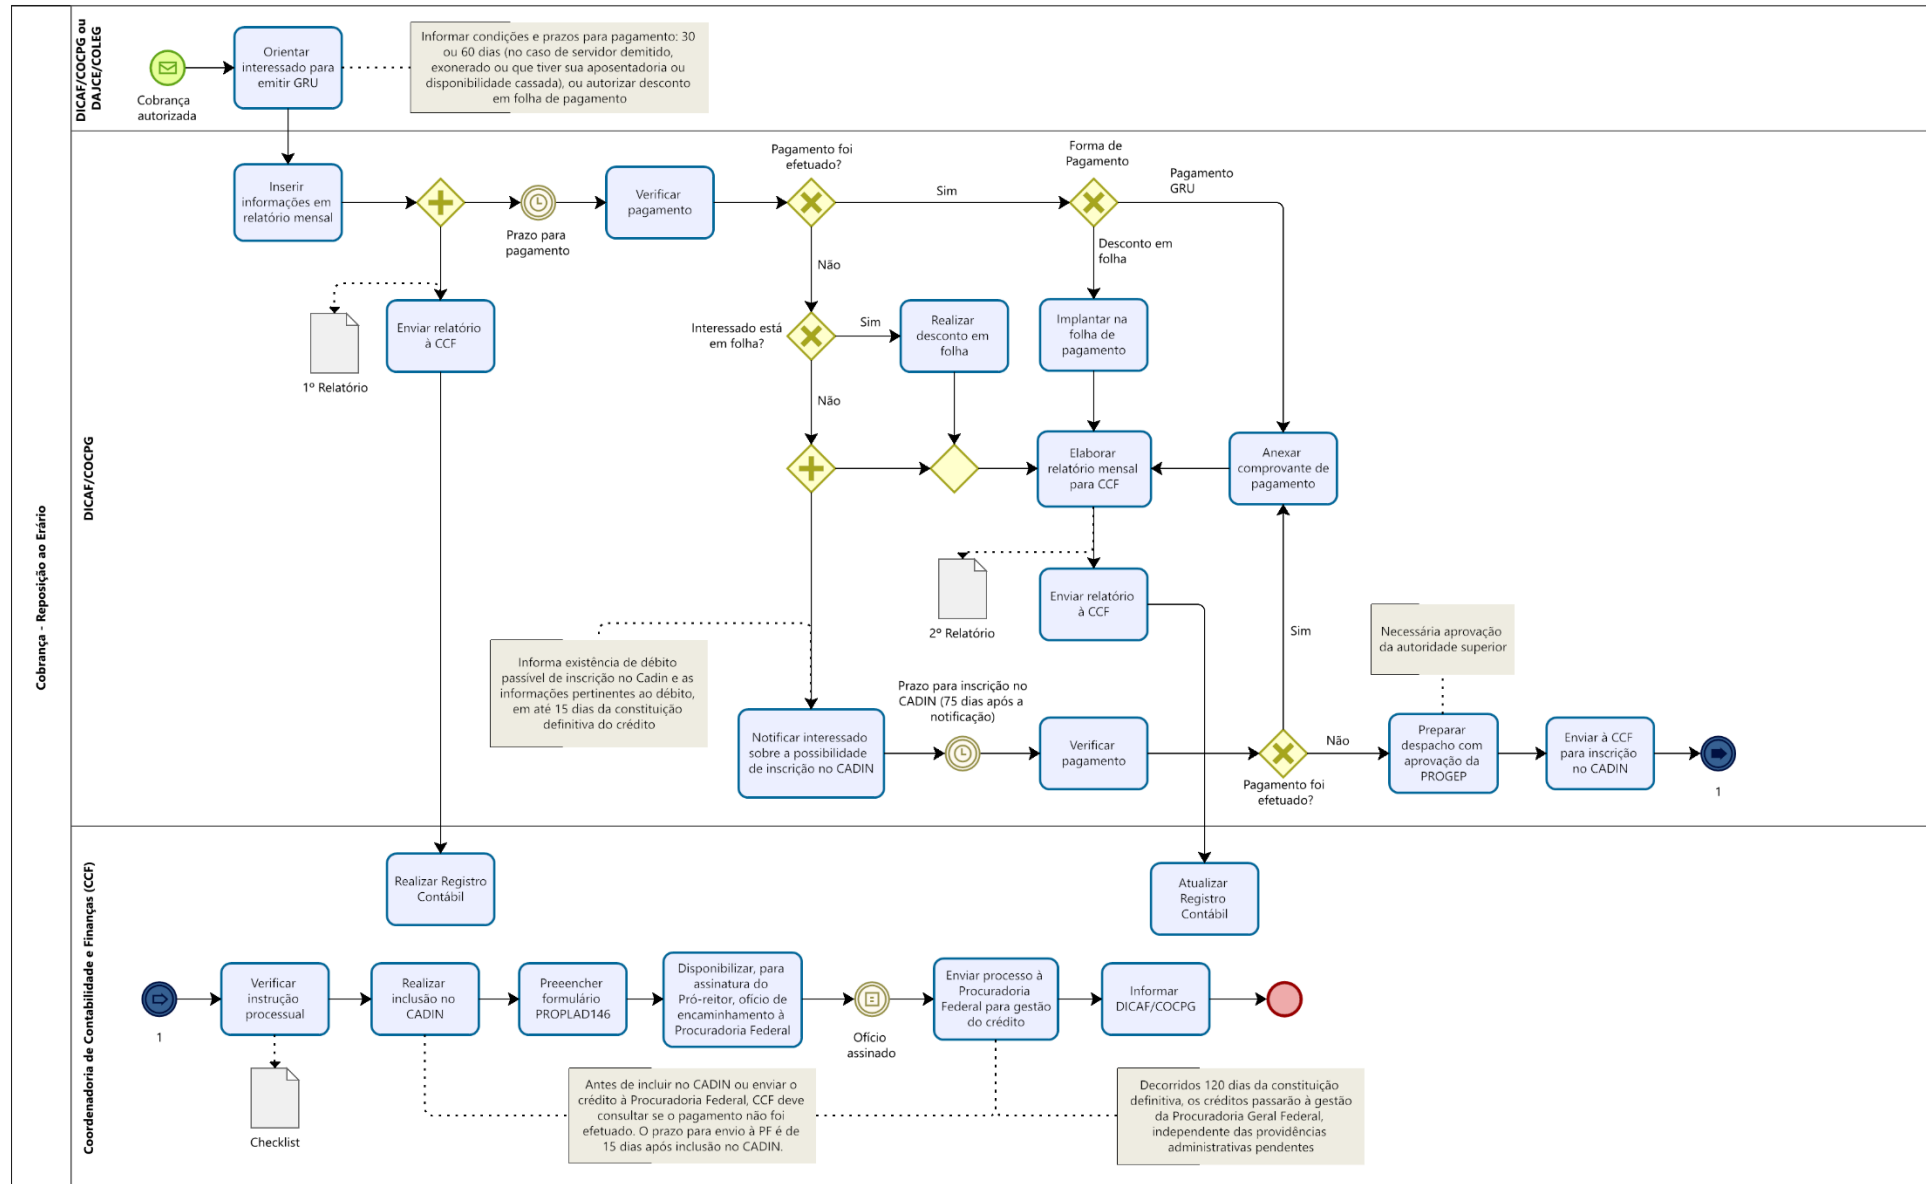 Cobrança - Reposição ao Erário
DICAF/COCPG ou
DAJCE/COLEG
Cobrança
autorizada
Orientar
interessado para
emitir GRU
Informar condições e prazos para pagamento: 30
ou 60 dias (no caso de servidor demitido,
exonerado ou que tiver sua aposentadoria ou
disponibilidade cassada), ou autorizar desconto
em folha de pagamento
DICAF/COCPG
Inserir
informações em
relatório mensal
Prazo para
pagamento
Verificar
pagamento
Pagamento foi
efetuado?
Sim
Forma de
Pagamento
Pagamento
GRU
Não
Desconto em
folha
1º Relatório
Enviar relatório
à CCF
Interessado está
em folha?
Sim
Realizar
desconto em
folha
Implantar na
folha de
pagamento
Não
Elaborar
relatório mensal
para CCF
Anexar
comprovante de
pagamento
2º Relatório
Enviar relatório
à CCF
Sim
Necessária aprovação
da autoridade superior
Informa existência de débito
passível de inscrição no Cadin e as
informações pertinentes ao débito,
em até 15 dias da constituição
definitiva do crédito
Notificar interessado
sobre a possibilidade
de inscrição no CADIN
Prazo para inscrição no
CADIN (75 dias após a
notificação)
Verificar
pagamento
Pagamento foi
efetuado?
Não
Preparar
despacho com
aprovação da
PROGEP
Enviar à CCF
para inscrição
no CADIN
1
Coordenadoria de Contabilidade e Finanças (CCF)
Realizar Registro
Contábil
Atualizar
Registro
Contábil
1
Verificar
instrução
processual
Realizar
inclusão no
CADIN
Preeencher
formulário
PROPLAD146
Disponibilizar, para
assinatura do
Pró-reitor, ofício de
encaminhamento à
Procuradoria Federal
Ofício
assinado
Enviar processo à
Procuradoria
Federal para gestão
do crédito
Informar
DICAF/COCPG
Checklist
Antes de incluir no CADIN ou enviar o
crédito à Procuradoria Federal, CCF deve
consultar se o pagamento não foi
efetuado. O prazo para envio à PF é de
15 dias após inclusão no CADIN.
Decorridos 120 dias da constituição
definitiva, os créditos passarão à gestão
da Procuradoria Geral Federal,
independente das providências
administrativas pendentes